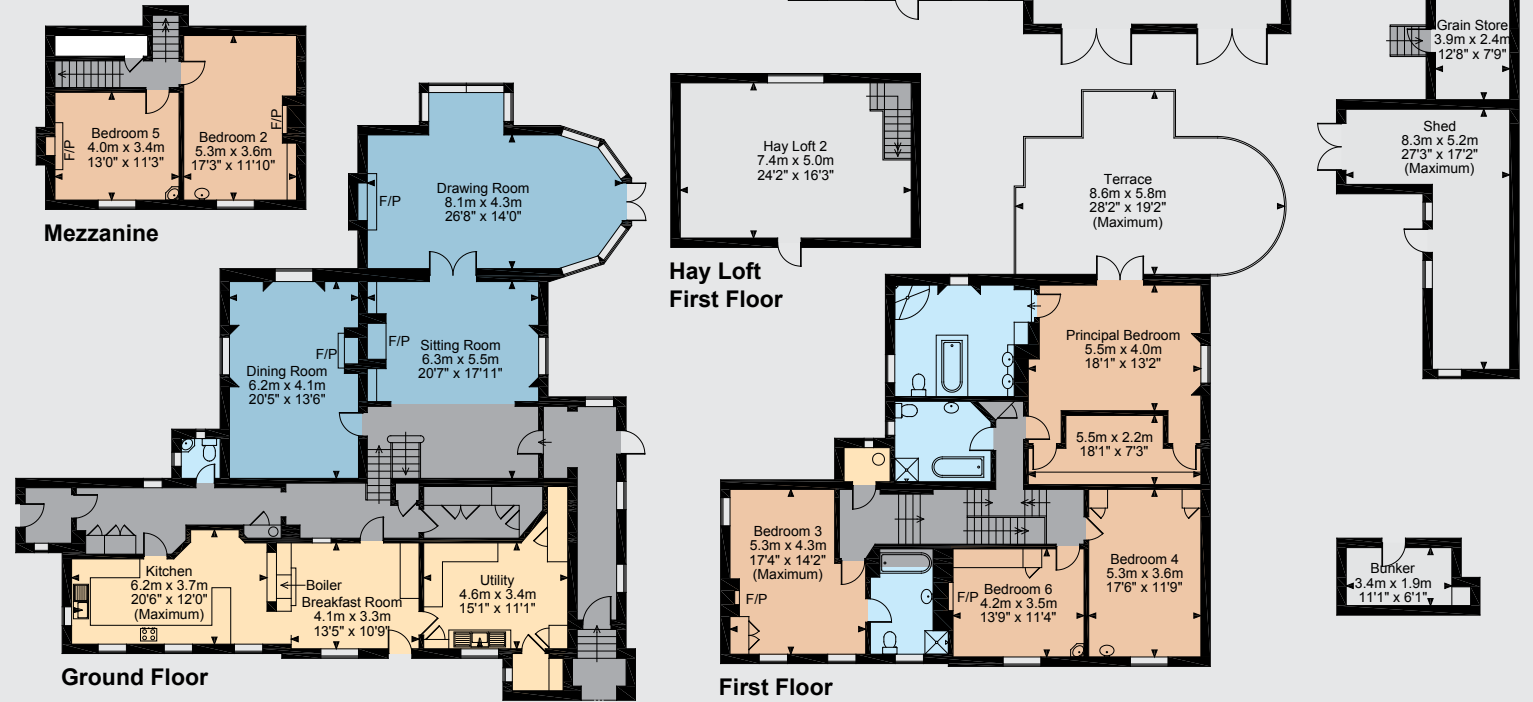 Bedroom 5
4.0m x 3.4m
13'0" x 11'3"
F/P
Bedroom 2
5.3m x 3.6m
17'3" x 11'10"
F/P
Mezzanine
Drawing Room
8.1m x 4.3m
26'8" x 14'0"
F/P
Dining Room
6.2m x 4.1m
20'5" x 13'6"
F/P
F/P
Sitting Room
6.3m x 5.5m
20'7" x 17'11"
Kitchen
6.2m x 3.7m
20'6" x 12'0"
(Maximum)
Boiler
Breakfast Room
4.1m x 3.3m
13'5" x 10'9"
Utility
4.6m x 3.4m
15'1" x 11'1"
Ground Floor
Hay Loft 2
7.4m x 5.0m
24'2" x 16'3"
Hay Loft
First Floor
Terrace
8.6m x 5.8m
28'2" x 19'2"
(Maximum)
Principal Bedroom
5.5m x 4.0m
18'1" x 13'2"
5.5m x 2.2m
18'1" x 7'3"
Bedroom 3
5.3m x 4.3m
17'4" x 14'2"
(Maximum)
F/P
F/P
Bedroom 6
4.2m x 3.5m
13'9" x 11'4"
Bedroom 4
5.3m x 3.6m
17'6" x 11'9"
First Floor
Grain Store
3.9m x 2.4m
12'8" x 7'9"
Shed
8.3m x 5.2m
27'3" x 17'2"
(Maximum)
Bunker
3.4m x 1.9m
11'1" x 6'1"